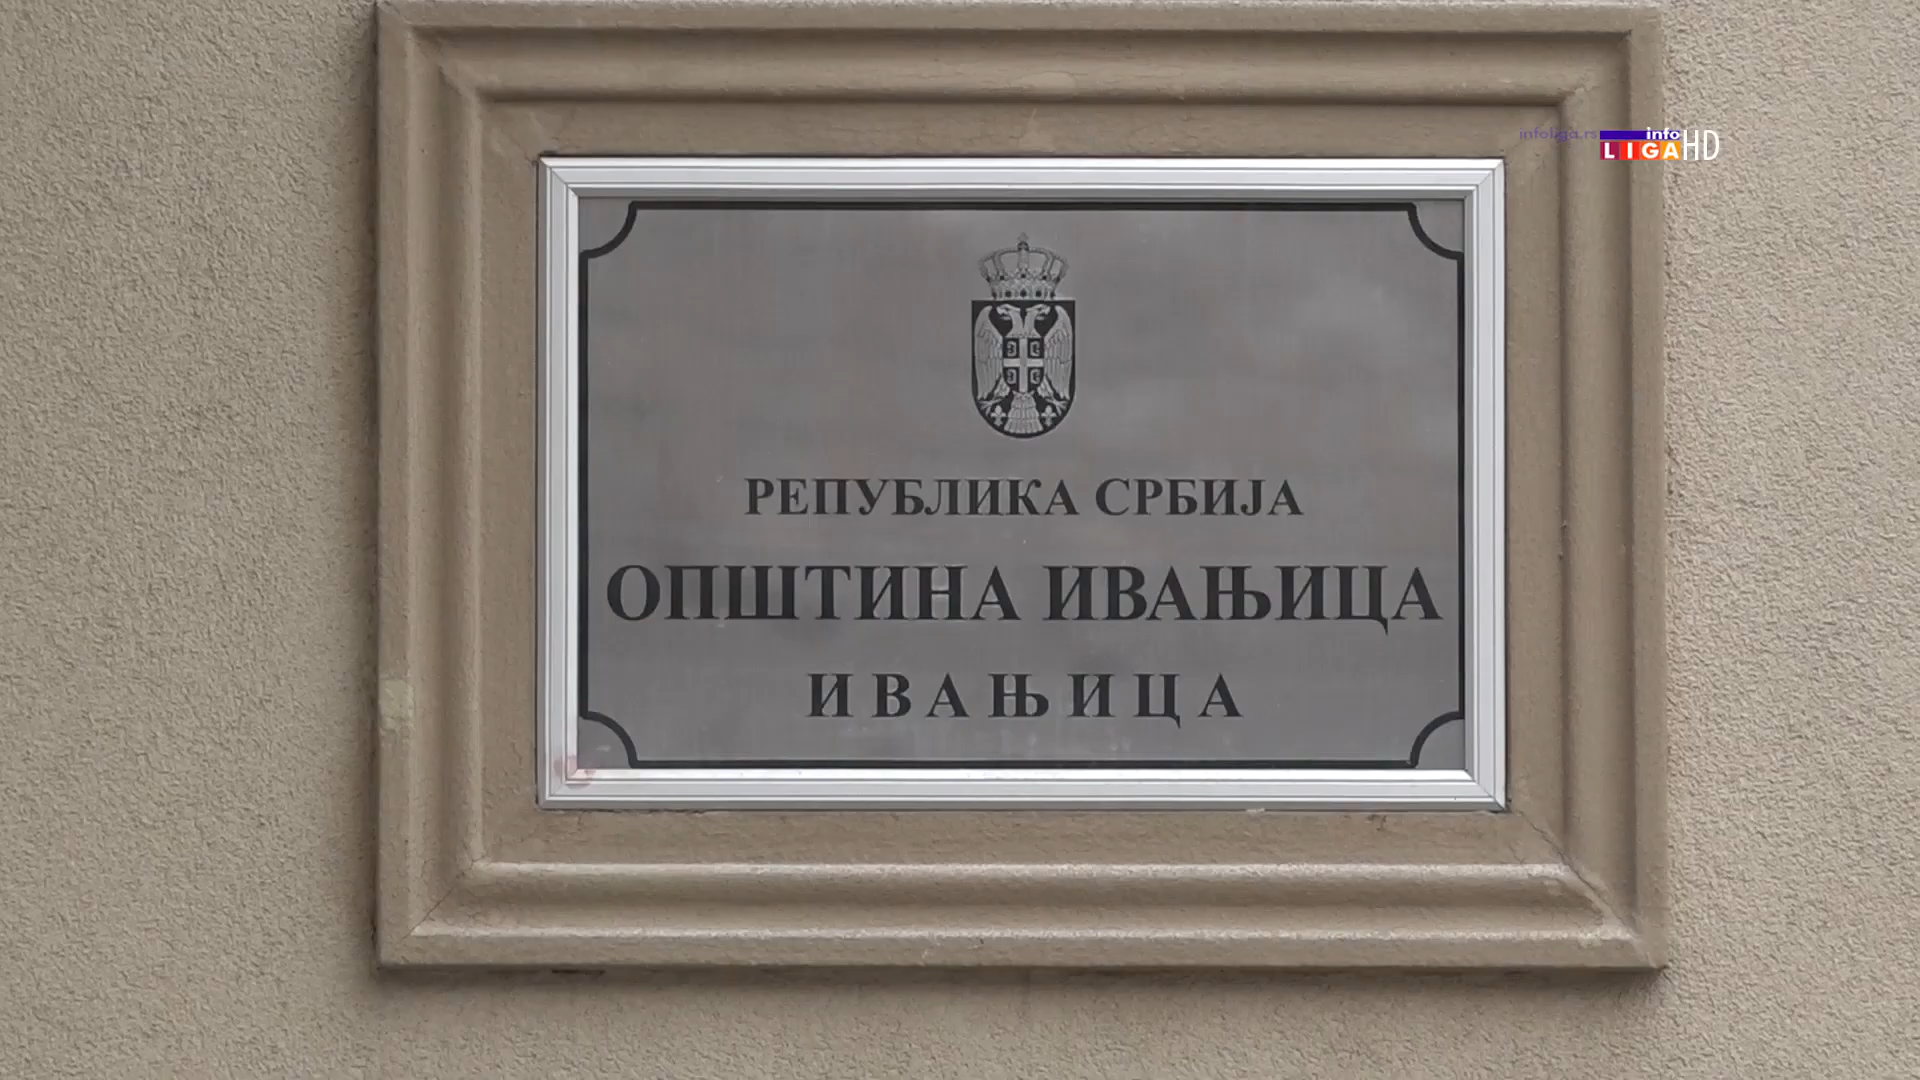 infoliga.rs
info
LIGA HD
РЕПУБЛИКА СРБИЈА
ОПШТИНА ИВАЊИЦА
ИВАЊИЦА